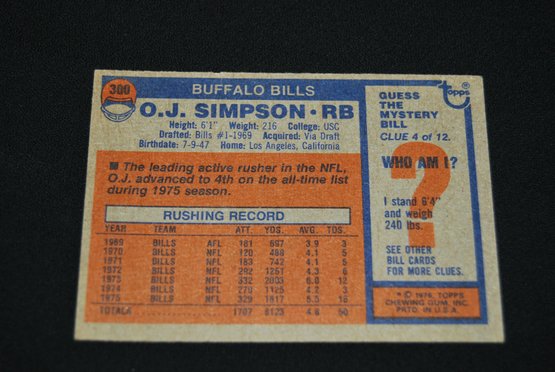 300
BUFFALO BILLS
O.J. SIMPSON • RB
Height: 6'1" Weight: 216 College: USC
Drafted: Bills #1-1969 Acquired: Via Draft
Birthdate: 7-9-47 Home: Los Angeles, California
■ The leading active rusher in the NFL,
O.J. advanced to 4th on the all-time list
during 1975 season.
RUSHING RECORD
YEAR TEAM ATT. YDS. AVG. TDS
1969 BILLS AFL 181 697 3.9 3
1970 BILLS NFL 120 488 4.1 5
1971 BILLS NFL 183 742 4.1 5
1972 BILLS NFL 292 1251 4.3 6
1973 BILLS NFL 332 2003 6.0 12
1974 BILLS NFL 270 1125 4.2 3
1975 BILLS NFL 329 1817 5.5 16
TOTALS 1707 8123 4.8 50
topps
GUESS
THE
MYSTERY
BILL
CLUE 4 of 12.
WHO AM I?
?
I stand 6'4"
and weigh
240 lbs.
SEE OTHER
BILL CARDS
FOR MORE CLUES.
* © 1976, TOPPS
CHEWING GUM, INC.
PRTD. IN U.S.A.